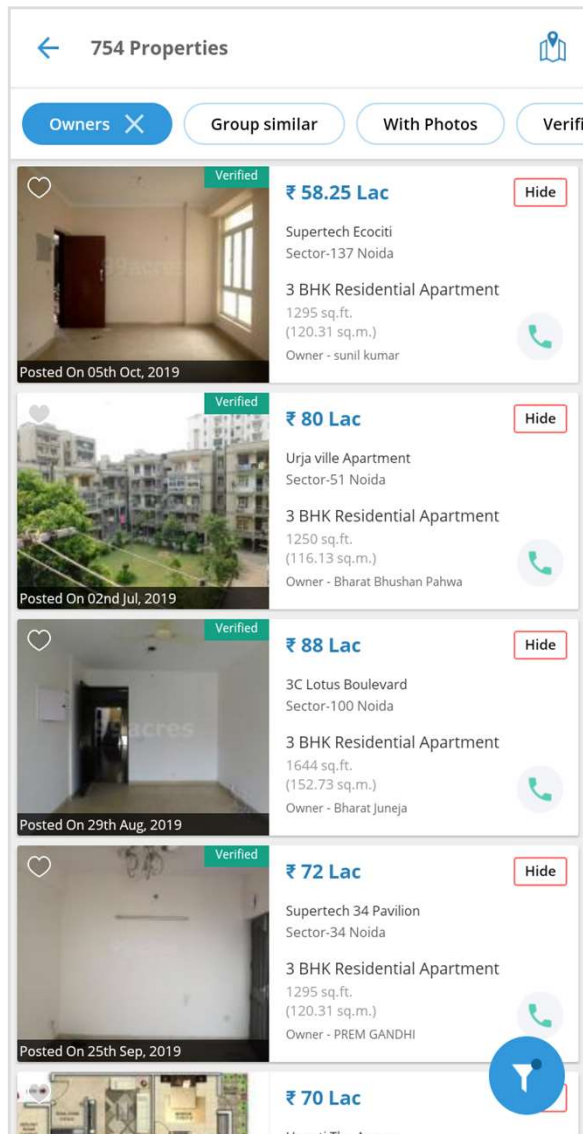 754 Properties
Owners
Group similar
With Photos
Verifi
Verified
₹ 58.25 Lac
Hide
Supertech Ecociti
Sector-137 Noida
99acres
3 BHK Residential Apartment
1295 sq.ft.
(120.31 sq.m.)
Owner - sunil kumar
Posted On 05th Oct, 2019
Verified
₹ 80 Lac
Hide
Urja ville Apartment
Sector-51 Noida
3 BHK Residential Apartment
1250 sq.ft.
(116.13 sq.m.)
Owner - Bharat Bhushan Pahwa
Posted On 02nd Jul, 2019
Verified
₹ 88 Lac
Hide
3C Lotus Boulevard
Sector-100 Noida
99acres
3 BHK Residential Apartment
1644 sq.ft.
(152.73 sq.m.)
Owner - Bharat Juneja
Posted On 29th Aug, 2019
Verified
₹ 72 Lac
Hide
Supertech 34 Pavilion
Sector-34 Noida
3 BHK Residential Apartment
1295 sq.ft.
(120.31 sq.m.)
Owner - PREM GANDHI
Posted On 25th Sep, 2019
₹ 70 Lac